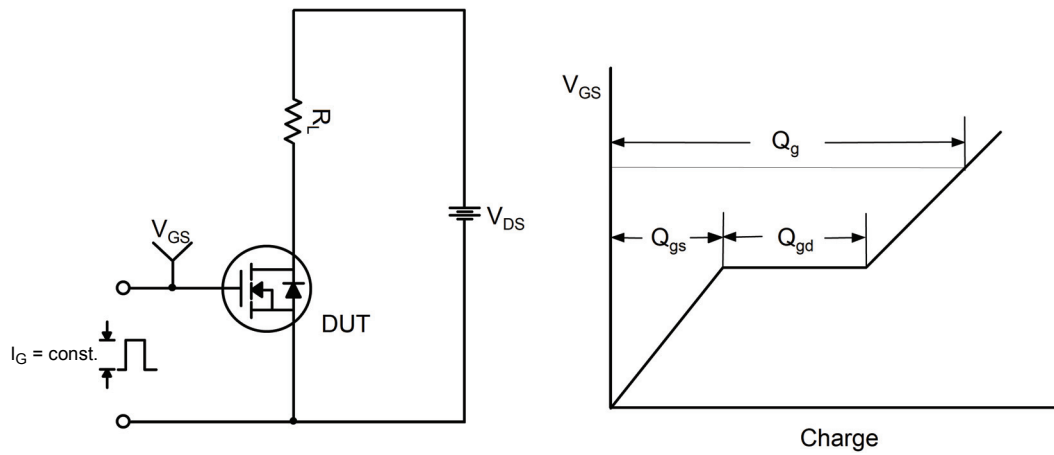 R_L
V_DS
V_GS
DUT
I_G = const.
V_GS
Q_g
Q_gs
Q_gd
Charge